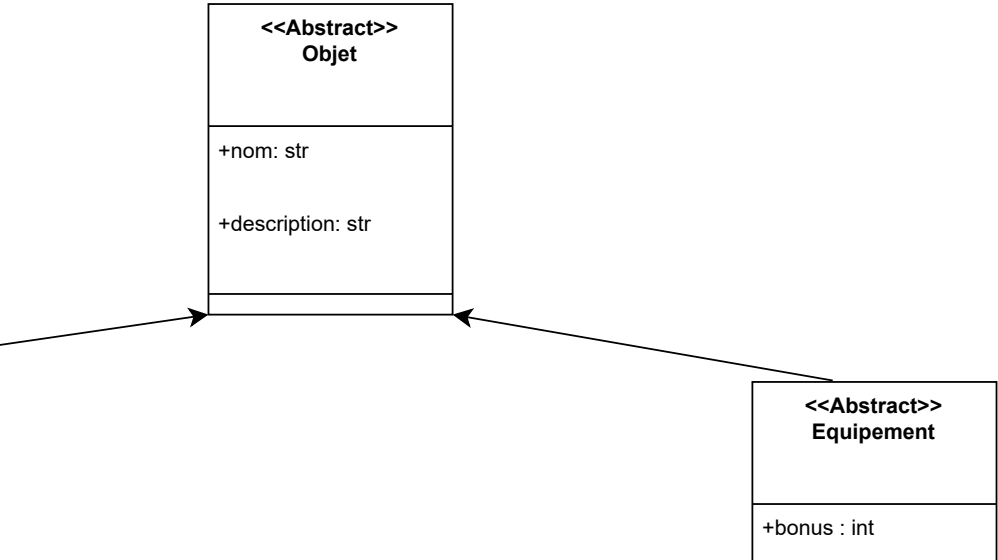 <<Abstract>>
Objet
+nom: str
+description: str
<<Abstract>>
Equipement
+bonus : int